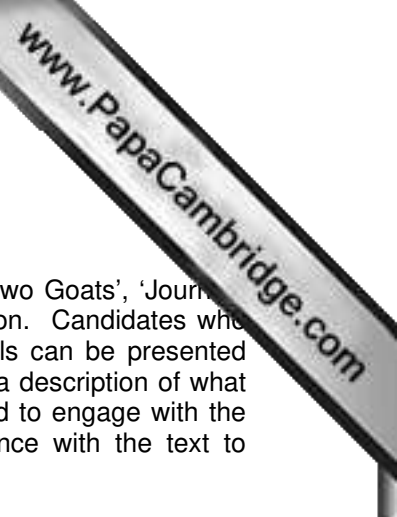 www.PapaCambridge.com
wo Goats', 'Journ
on. Candidates who
ls can be presented
a description of what
d to engage with the
nce with the text to